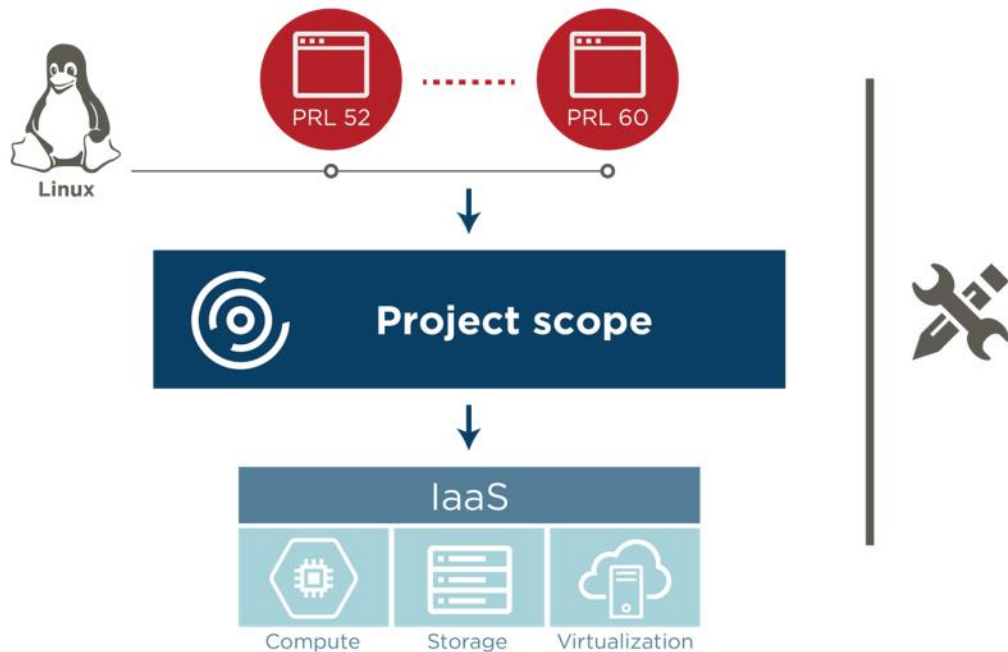 PRL 52
PRL 60
Linux
Project scope
IaaS
Compute
Storage
Virtualization